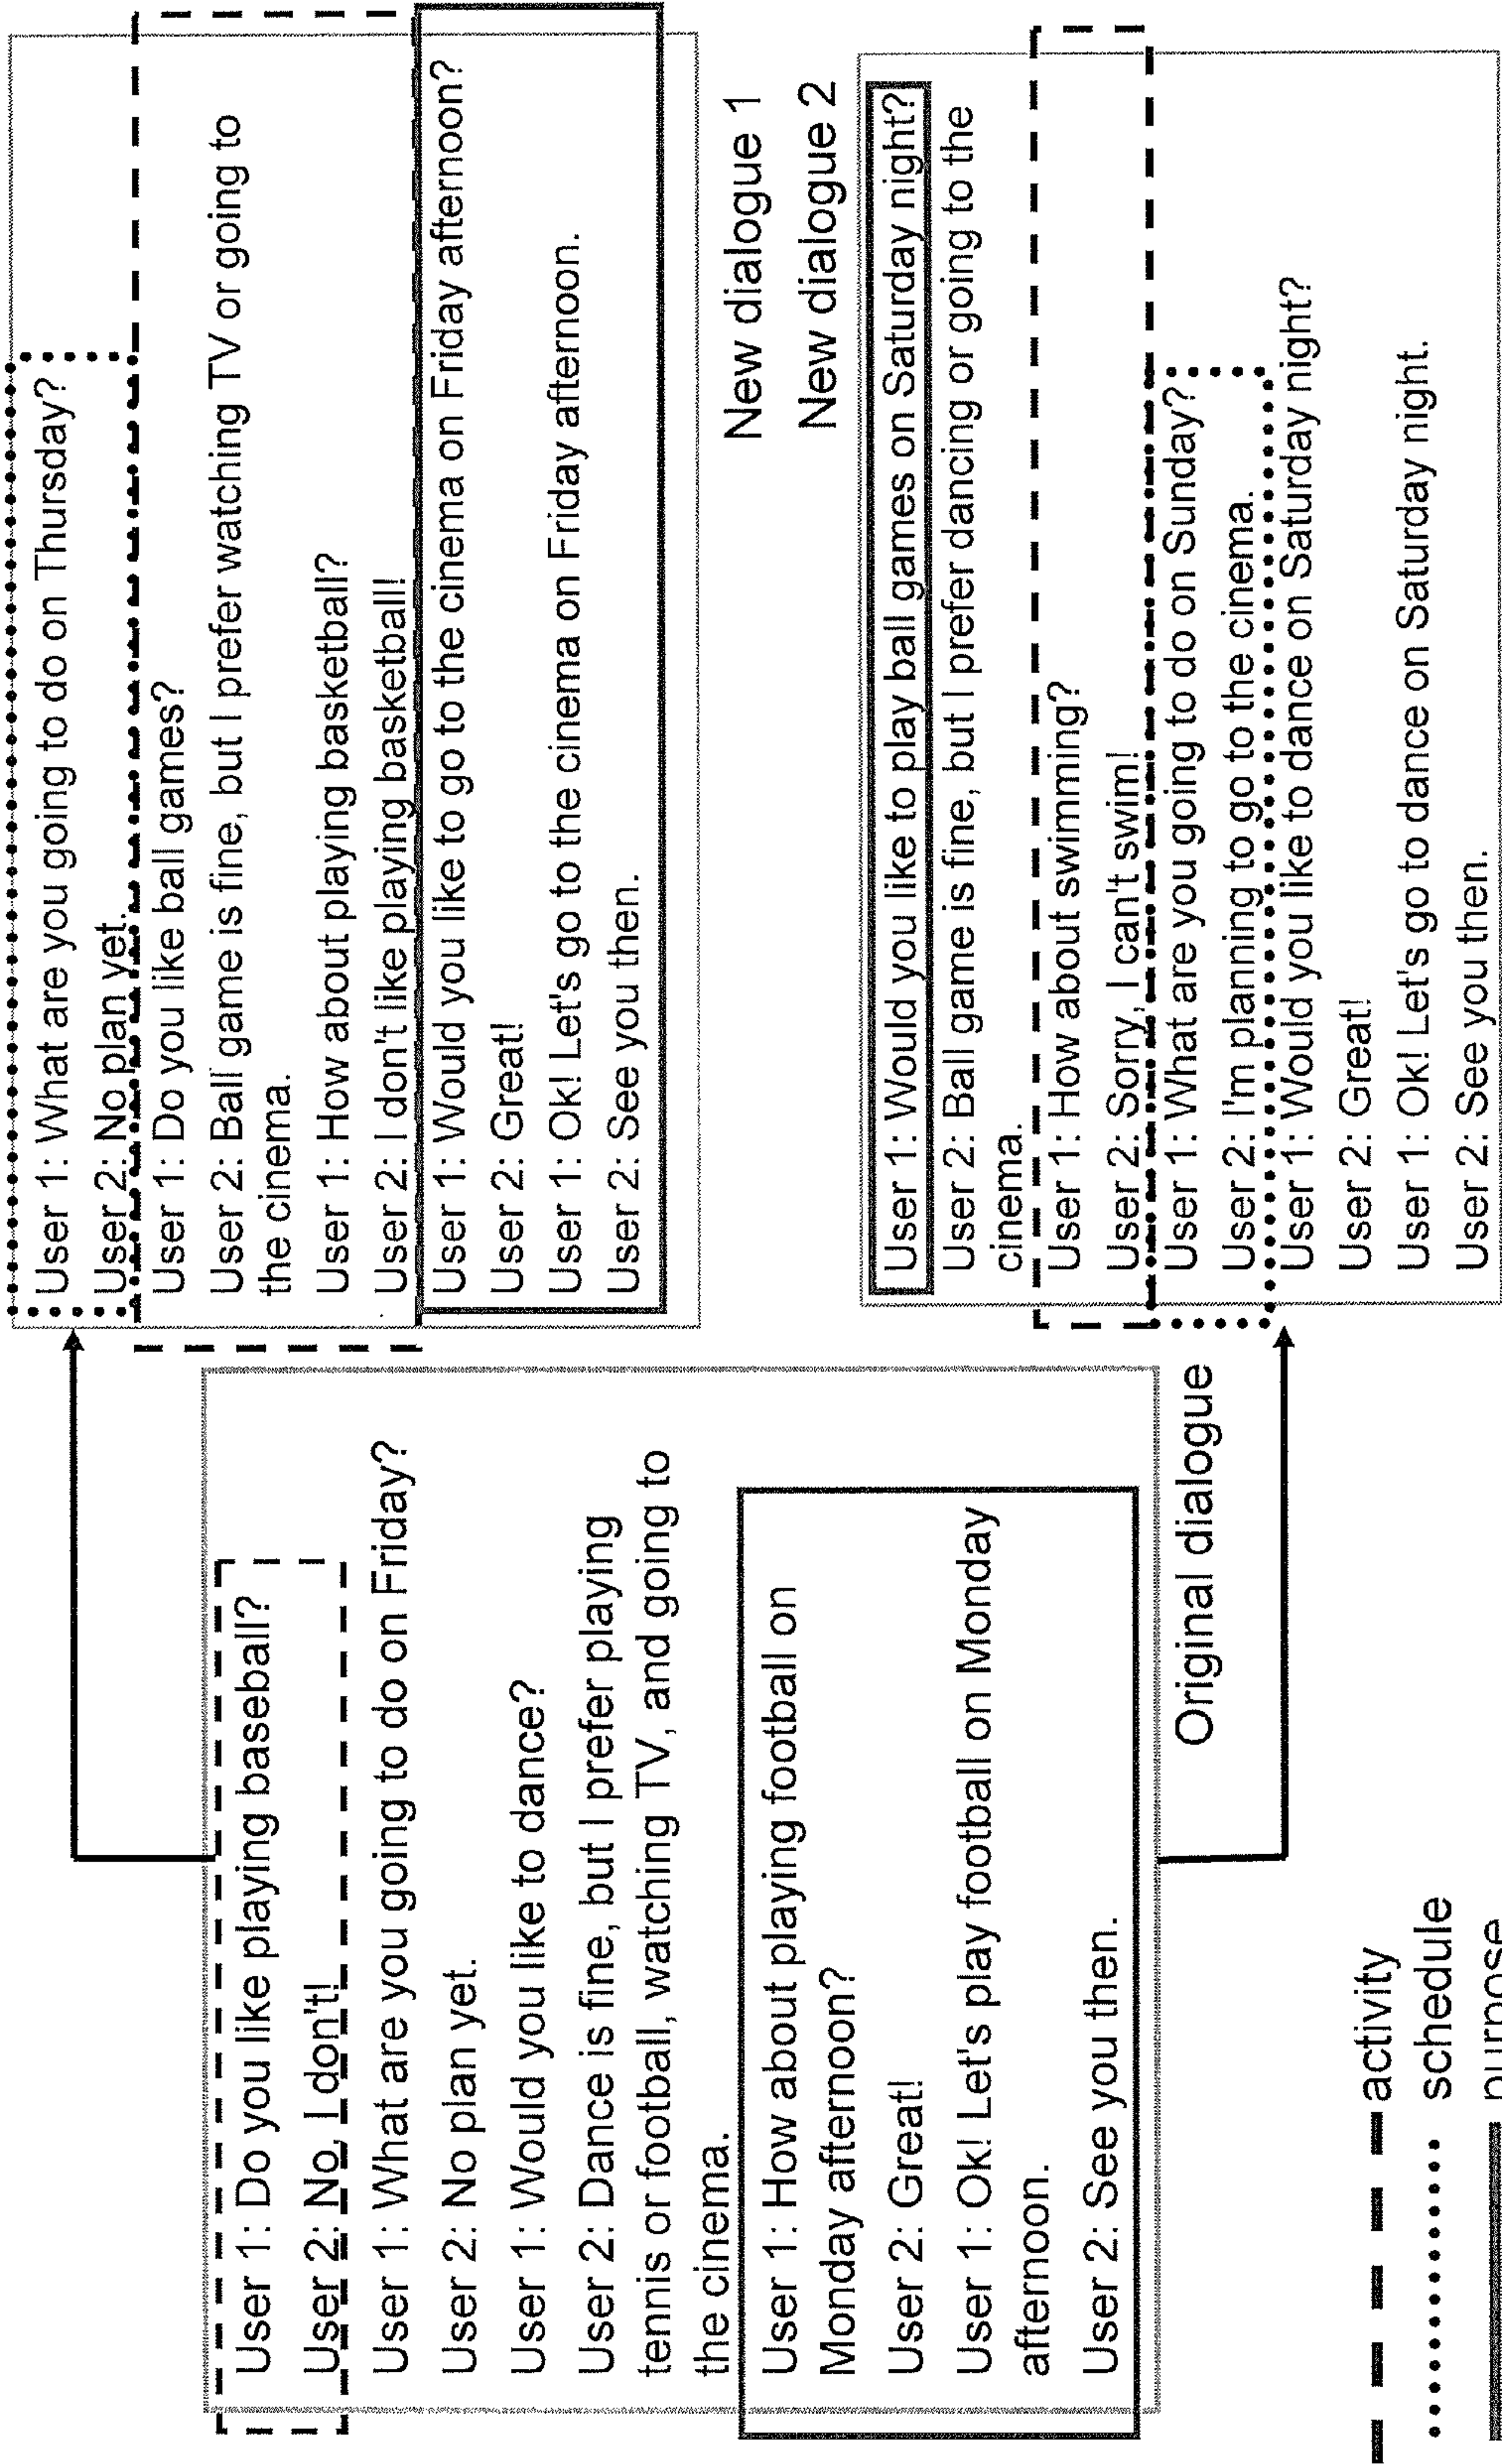 User 1: Do you like playing baseball?
User 2: No, I don't!
User 1: What are you going to do on Friday?
User 2: No plan yet.
User 1: Would you like to dance?
User 2: Dance is fine, but I prefer playing
tennis or football, watching TV, and going to
the cinema.
User 1: How about playing football on
Monday afternoon?
User 2: Great!
User 1: Ok! Let's play football on Monday
afternoon.
User 2: See you then.
Original dialogue
User 1: What are you going to do on Thursday?
User 2: No plan yet.
User 1: Do you like ball games?
User 2: Ball game is fine, but I prefer watching TV or going to
the cinema.
User 1: How about playing basketball?
User 2: I don't like playing basketball!
User 1: Would you like to go to the cinema on Friday afternoon?
User 2: Great!
User 1: Ok! Let's go to the cinema on Friday afternoon.
User 2: See you then.
New dialogue 1
New dialogue 2
User 1: Would you like to play ball games on Saturday night?
User 2: Ball game is fine, but I prefer dancing or going to the
cinema.
User 1: How about swimming?
User 2: Sorry, I can't swim!
User 1: What are you going to do on Sunday?
User 2: I'm planning to go to the cinema.
User 1: Would you like to dance on Saturday night?
User 2: Great!
User 1: Ok! Let's go to dance on Saturday night.
User 2: See you then.
activity
schedule
purpose